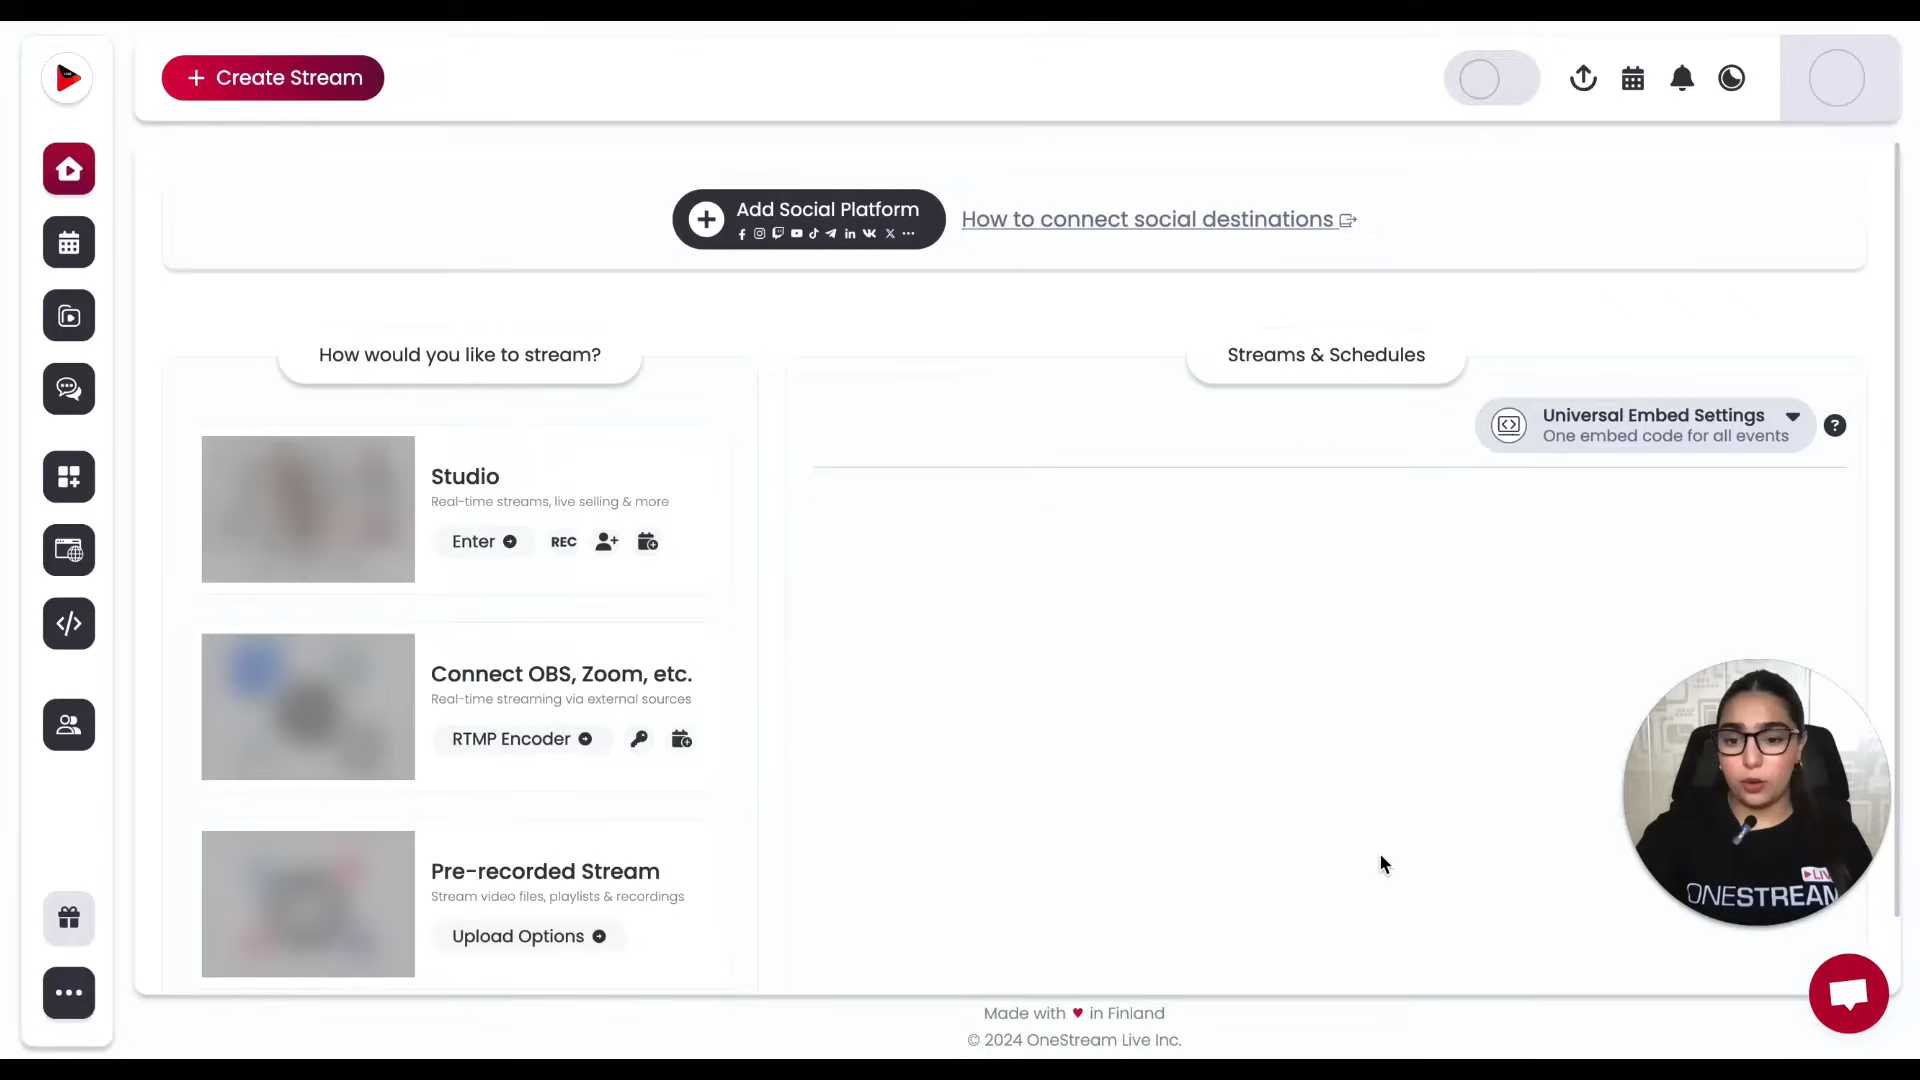 Create Stream
Add Social Platform
How to connect social destinations
How would you like to stream?
Streams & Schedules
Universal Embed Settings
One embed code for all events
Studio
Real-time streams, live selling & more
Enter
REC
Connect OBS, Zoom, etc.
Real-time streaming via external sources
RTMP Encoder
Pre-recorded Stream
Stream video files, playlists & recordings
Upload Options
LIV
ONESTREAM
Made with ♥ in Finland
© 2024 OneStream Live Inc.